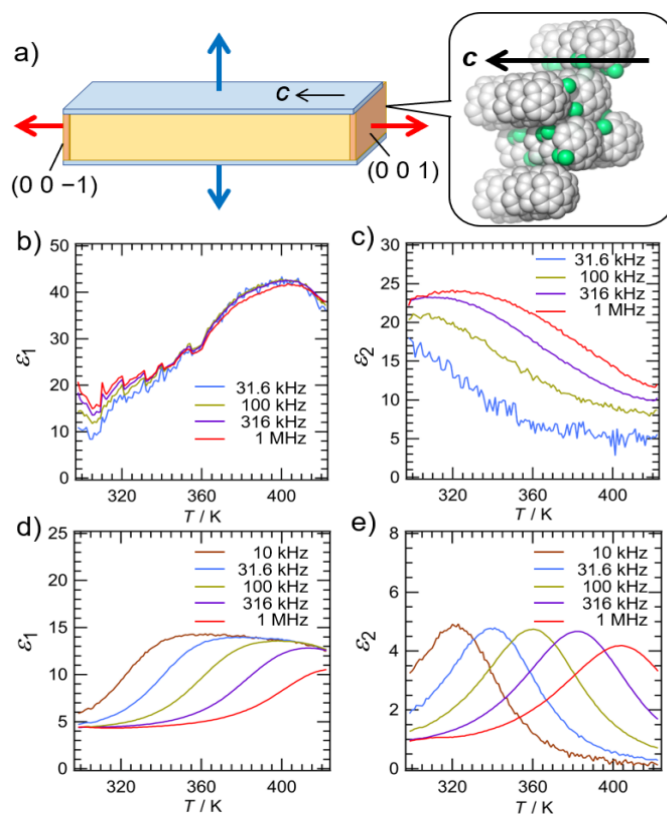 a)
c
c
(0 0 −1)
(0 0 1)
b)
50
40
30
20
10
0
ε1
31.6 kHz
100 kHz
316 kHz
1 MHz
320
360
400
T / K
c)
30
25
20
15
10
5
0
ε2
31.6 kHz
100 kHz
316 kHz
1 MHz
320
360
400
T / K
d)
25
20
15
10
5
0
ε1
10 kHz
31.6 kHz
100 kHz
316 kHz
1 MHz
320
360
400
T / K
e)
8
6
4
2
0
ε2
10 kHz
31.6 kHz
100 kHz
316 kHz
1 MHz
320
360
400
T / K